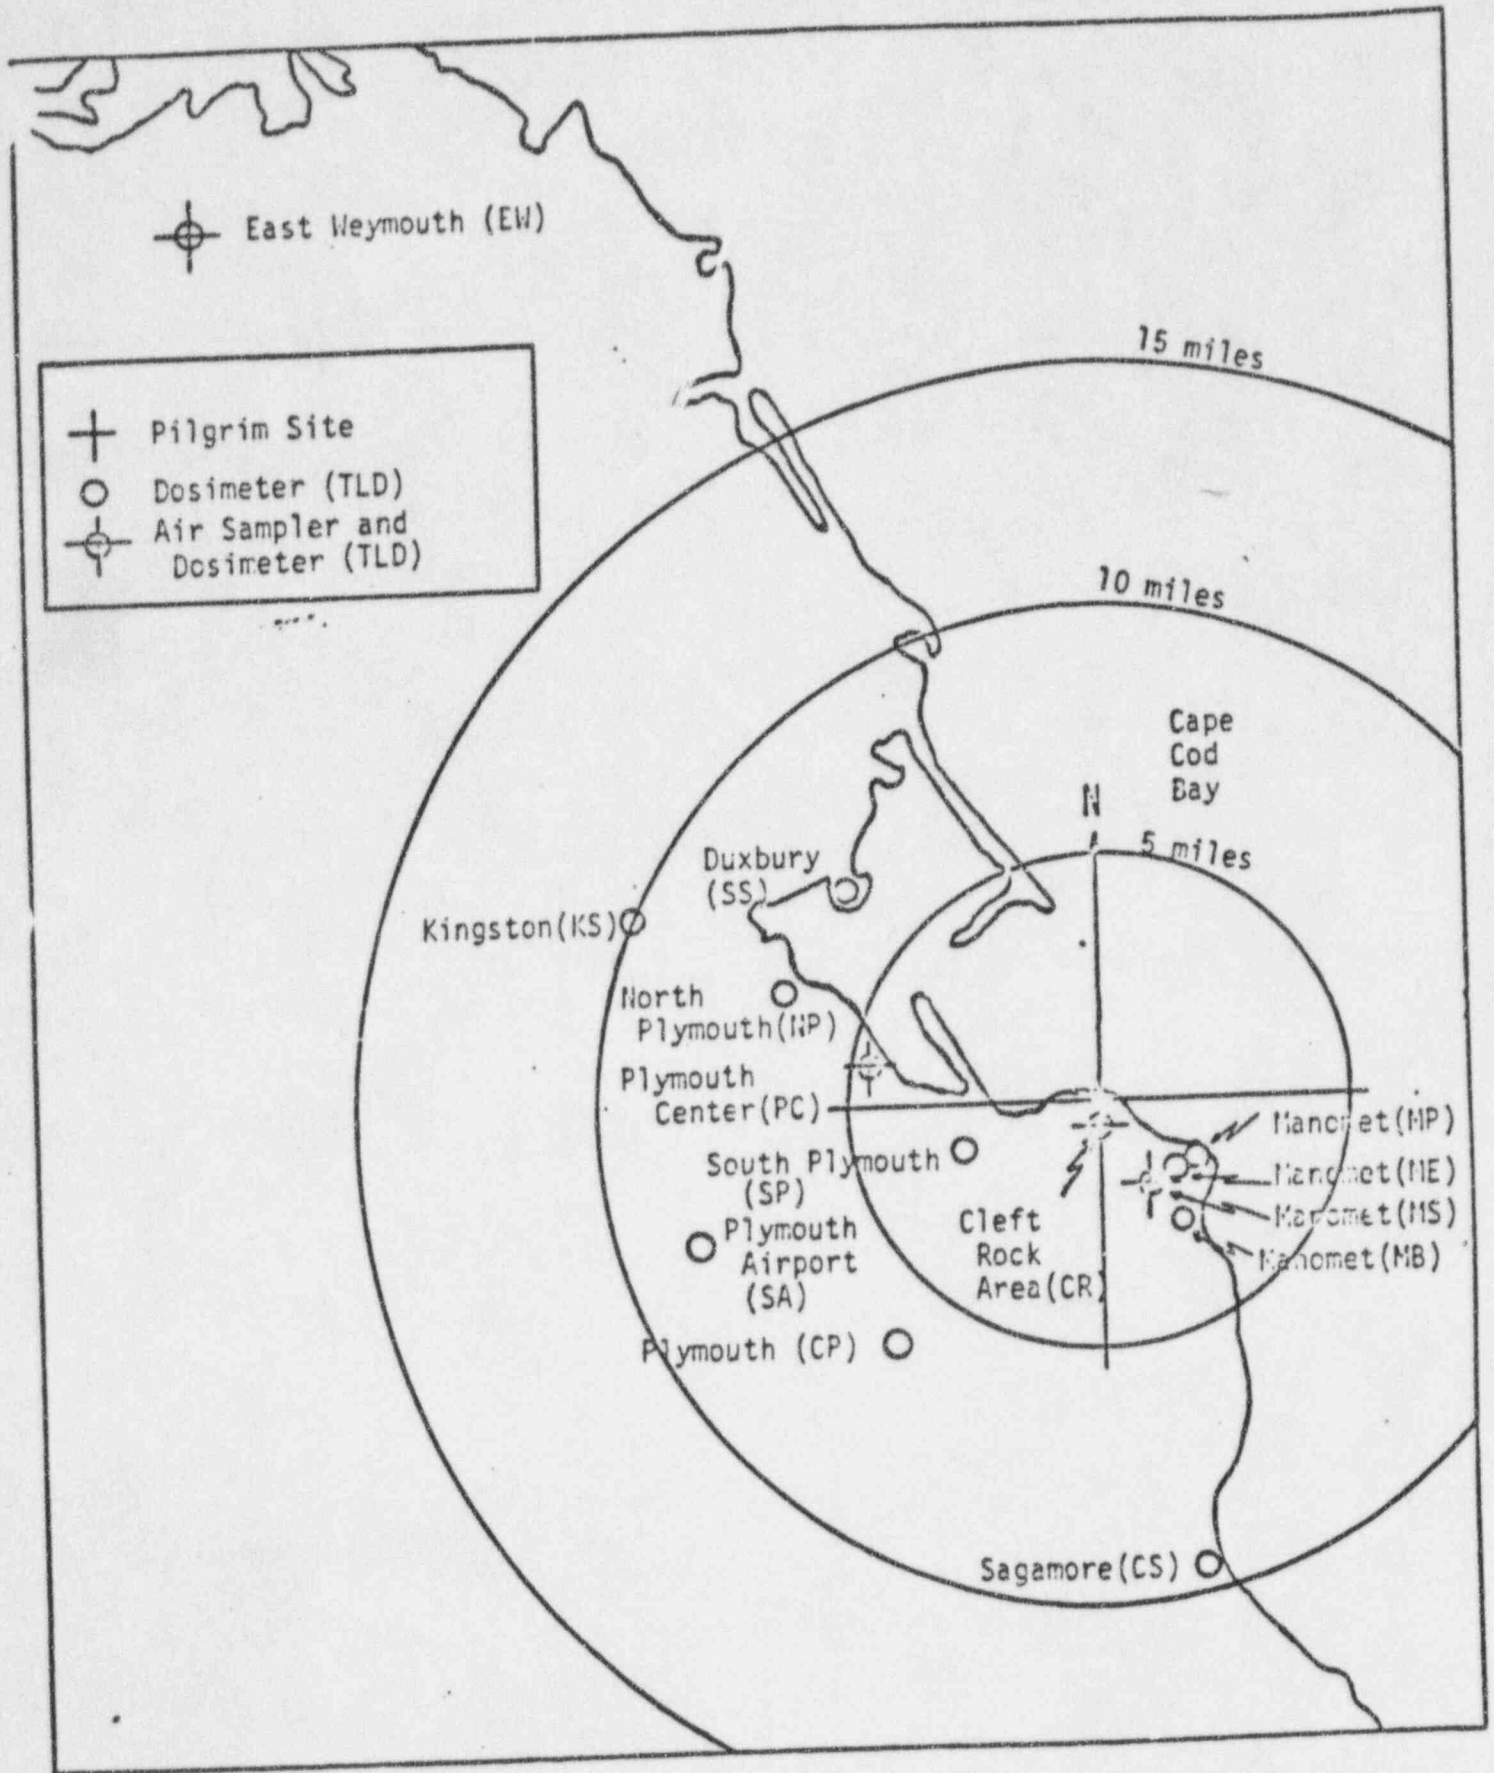 East Weymouth (EW)
Pilgrim Site
Dosimeter (TLD)
Air Sampler and
Dosimeter (TLD)
15 miles
10 miles
Cape
Cod
Bay
N
5 miles
Duxbury
(SS)
Kingston(KS)
North
Plymouth(NP)
Plymouth
Center(PC)
South Plymouth
(SP)
Plymouth
Airport
(SA)
Plymouth (CP)
Cleft
Rock
Area(CR)
Manomet(MP)
Manomet(ME)
Manomet(MS)
Manomet(MB)
Sagamore(CS)